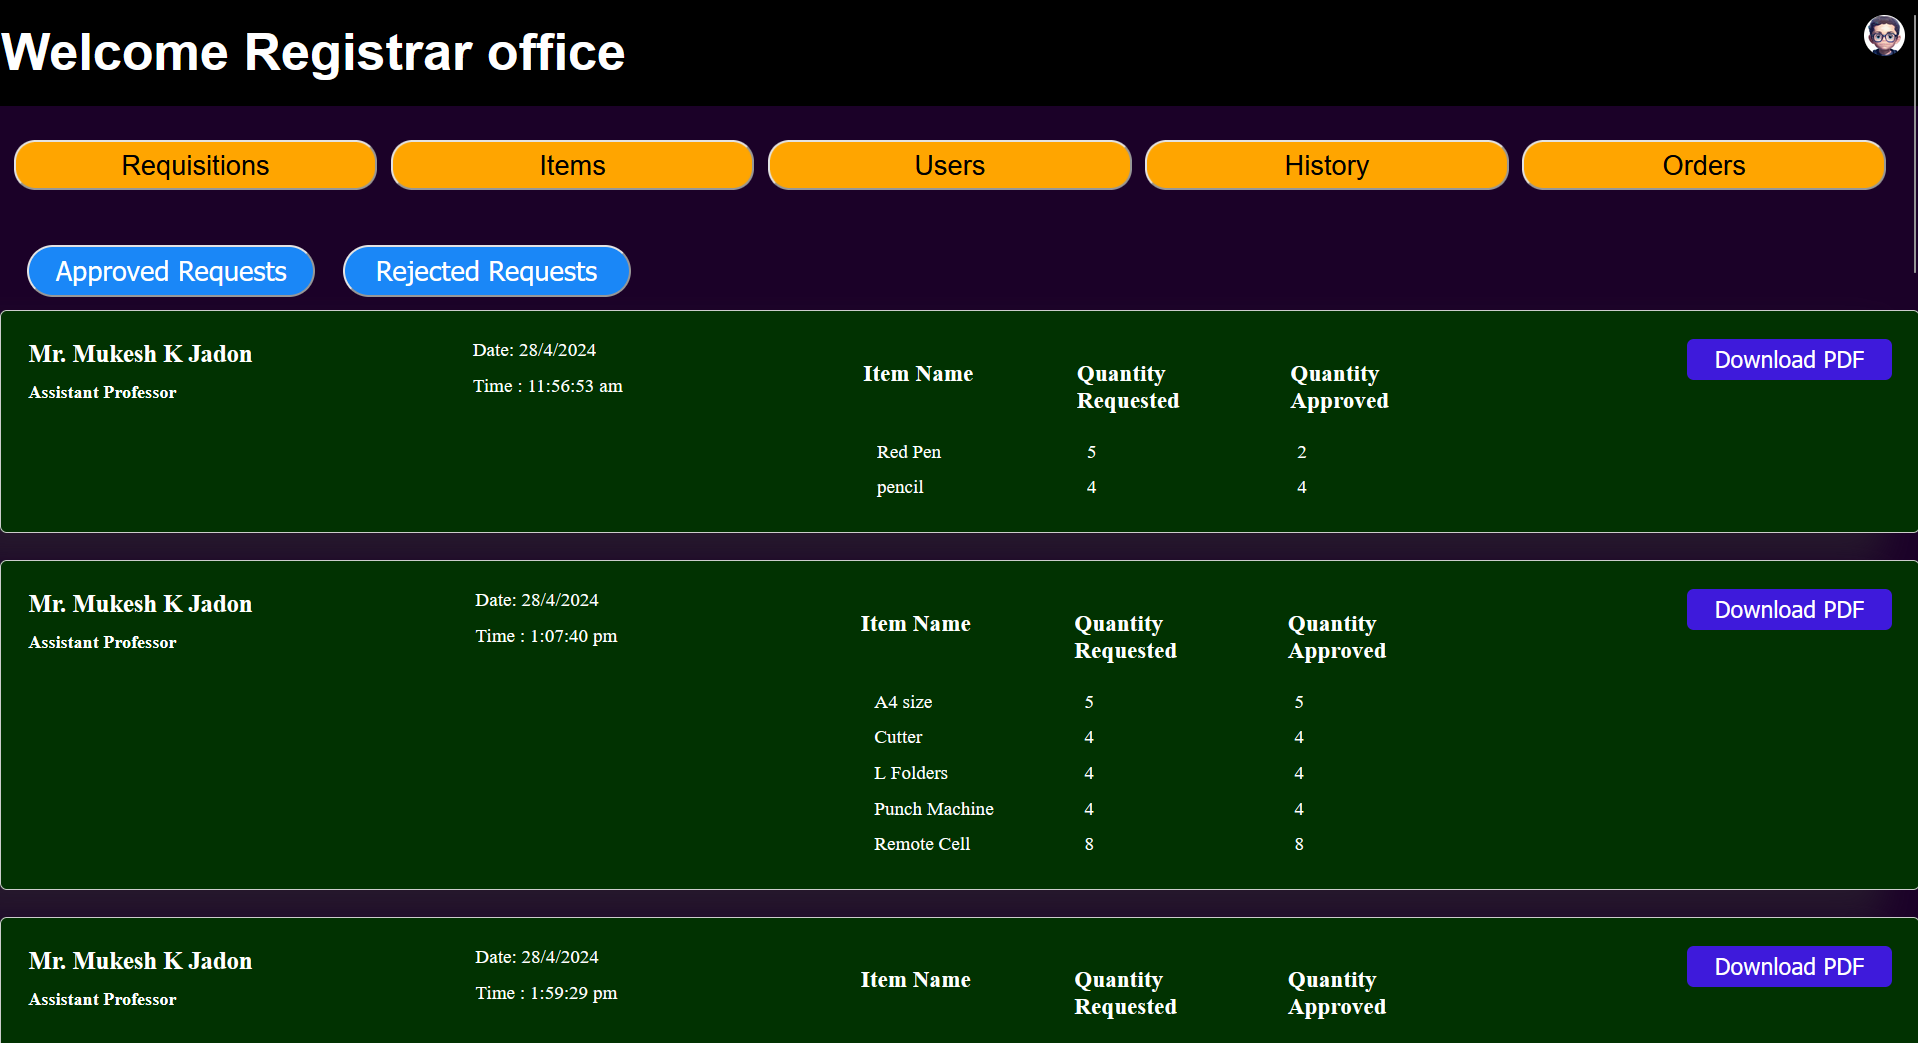 Welcome Registrar office
Requisitions Items Users History Orders
Approved Requests Rejected Requests
Mr. Mukesh K Jadon
Assistant Professor
Date: 28/4/2024
Time : 11:56:53 am
Item Name Quantity Requested Quantity Approved
Red Pen 5 2
pencil 4 4
Download PDF
Mr. Mukesh K Jadon
Assistant Professor
Date: 28/4/2024
Time : 1:07:40 pm
Item Name Quantity Requested Quantity Approved
A4 size 5 5
Cutter 4 4
L Folders 4 4
Punch Machine 4 4
Remote Cell 8 8
Download PDF
Mr. Mukesh K Jadon
Assistant Professor
Date: 28/4/2024
Time : 1:59:29 pm
Item Name Quantity Requested Quantity Approved
Download PDF